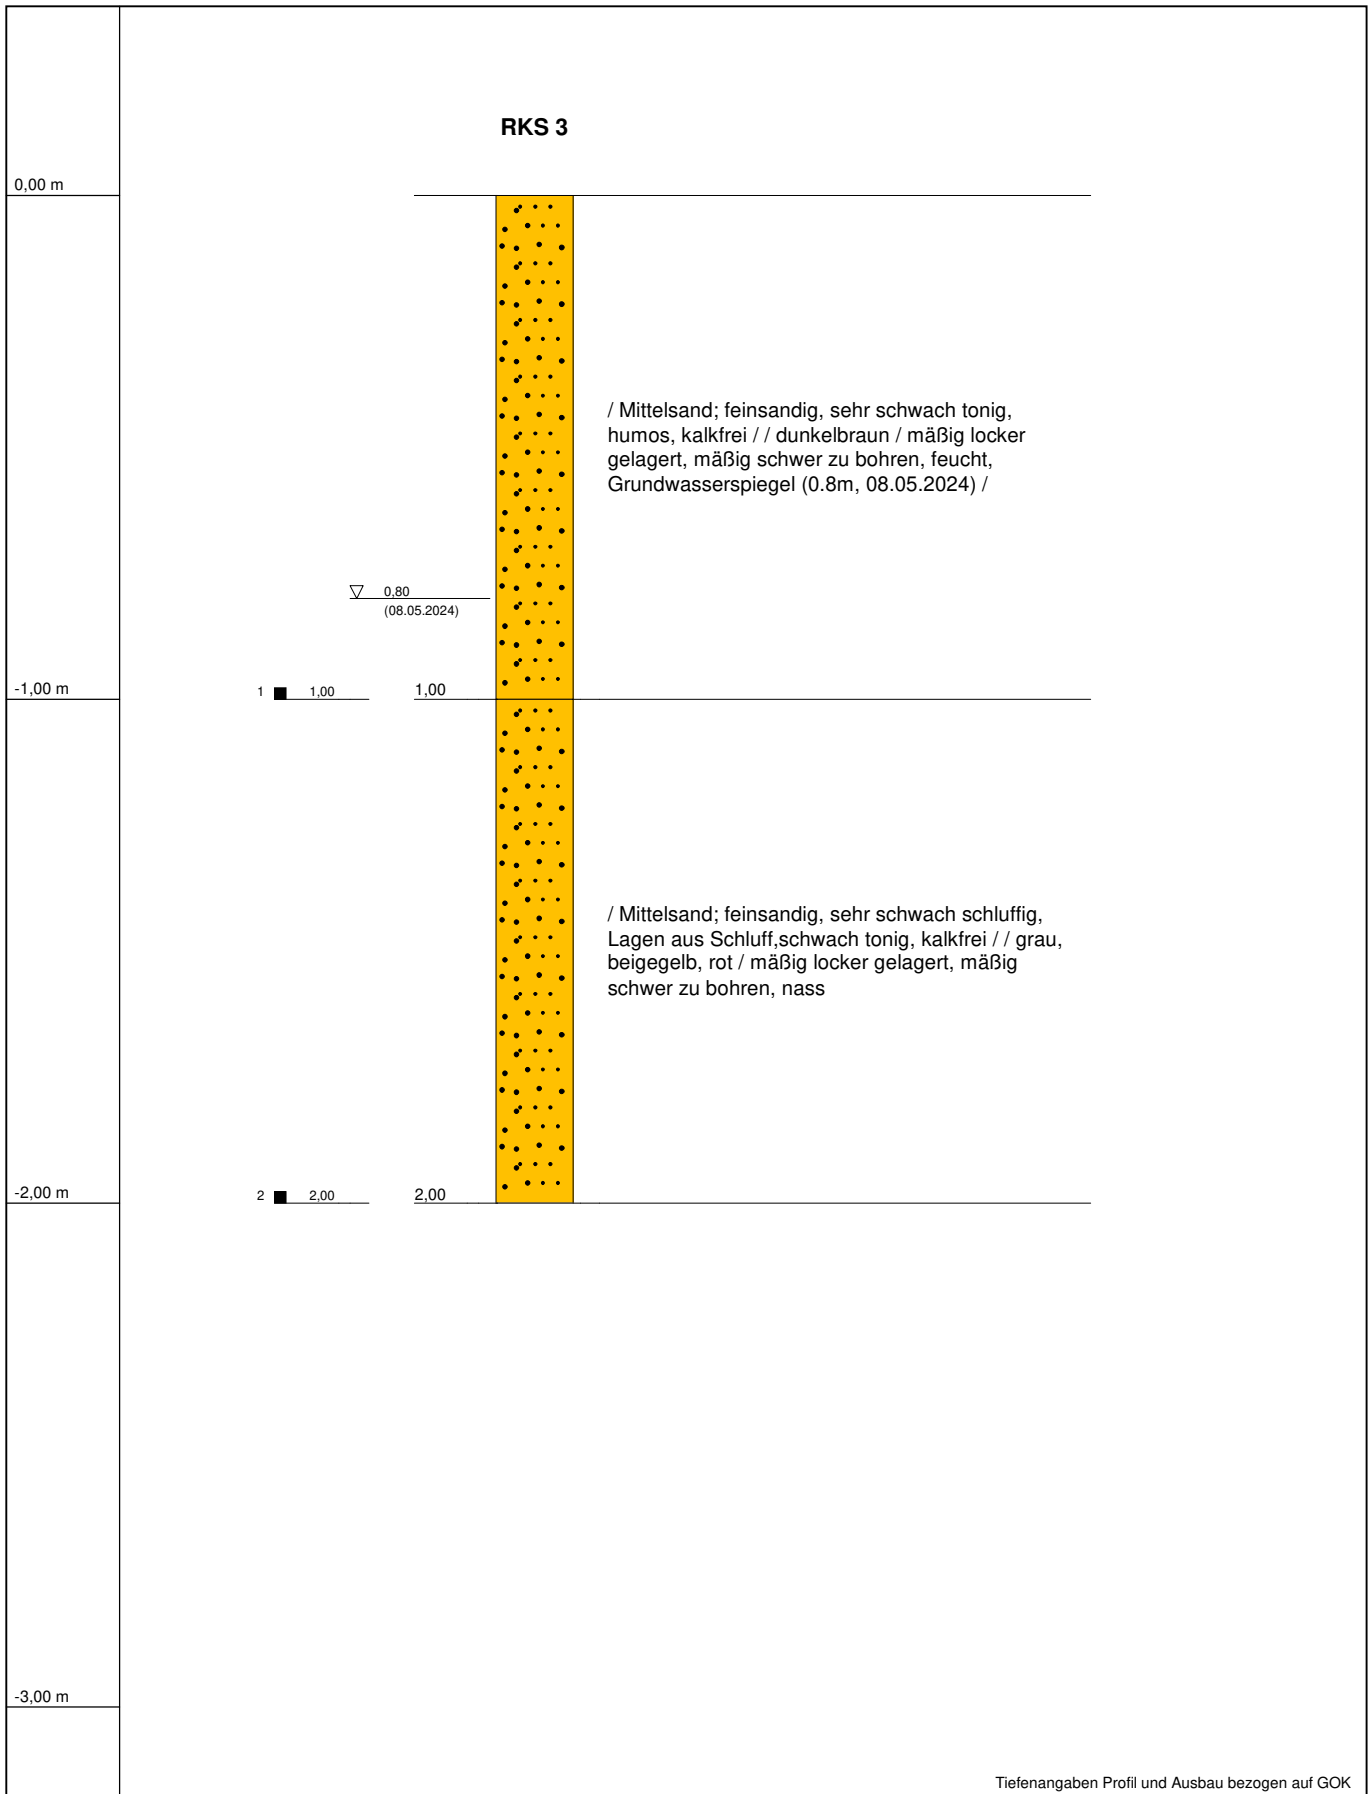 RKS 3
0,00 m
/ Mittelsand; feinsandig, sehr schwach tonig,
humos, kalkfrei / / dunkelbraun / mäßig locker
gelagert, mäßig schwer zu bohren, feucht,
Grundwasserspiegel (0.8m, 08.05.2024) /
0,80
(08.05.2024)
-1,00 m 1 1,00 1,00
/ Mittelsand; feinsandig, sehr schwach schluffig,
Lagen aus Schluff,schwach tonig, kalkfrei / / grau,
beigegelb, rot / mäßig locker gelagert, mäßig
schwer zu bohren, nass
-2,00 m 2 2,00 2,00
-3,00 m
Tiefenangaben Profil und Ausbau bezogen auf GOK